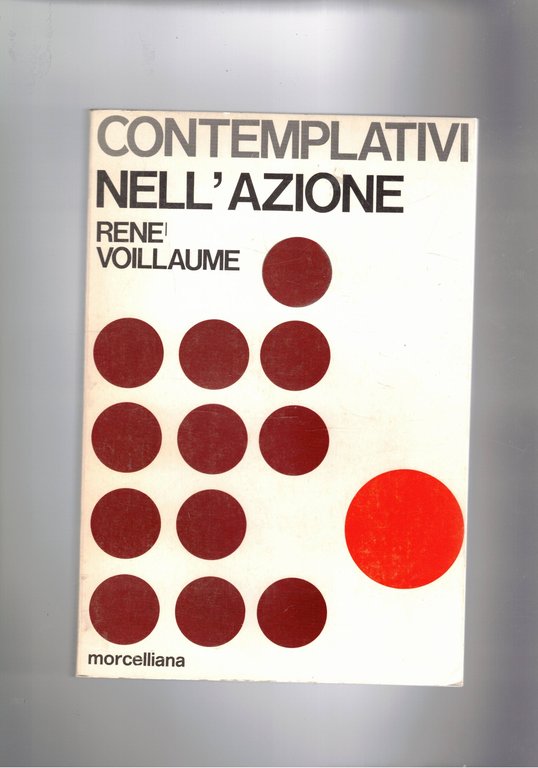 CONTEMPLATIVI
NELL'AZIONE
RENE'
VOILLAUME
morcelliana